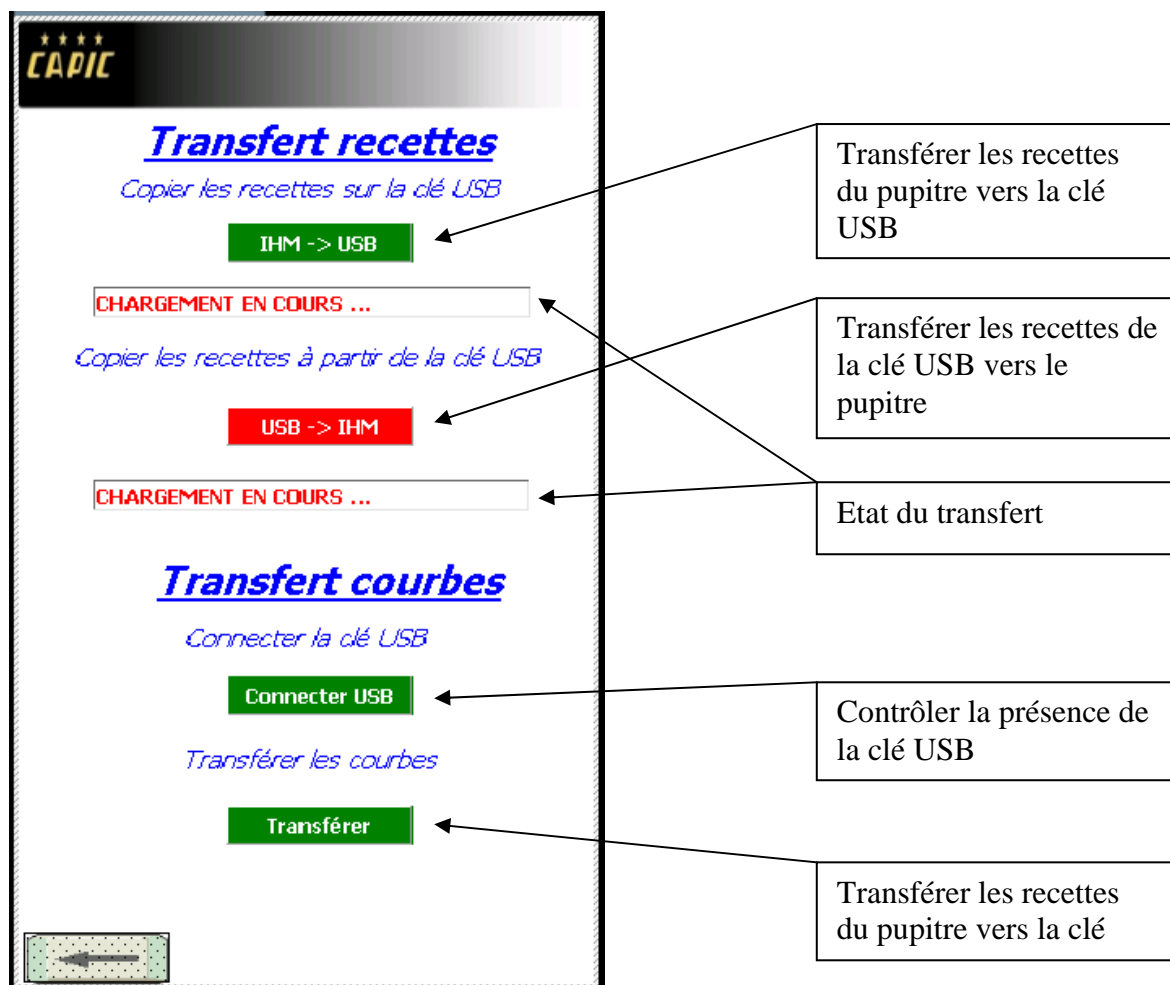 CAPIC
Transfert recettes
Copier les recettes sur la clé USB
IHM -> USB
CHARGEMENT EN COURS ...
Copier les recettes à partir de la clé USB
USB -> IHM
CHARGEMENT EN COURS ...
Transfert courbes
Connecter la clé USB
Connecter USB
Transférer les courbes
Transférer
Transférer les recettes
du pupitre vers la clé
USB
Transférer les recettes de
la clé USB vers le
pupitre
Etat du transfert
Contrôler la présence de
la clé USB
Transférer les recettes
du pupitre vers la clé